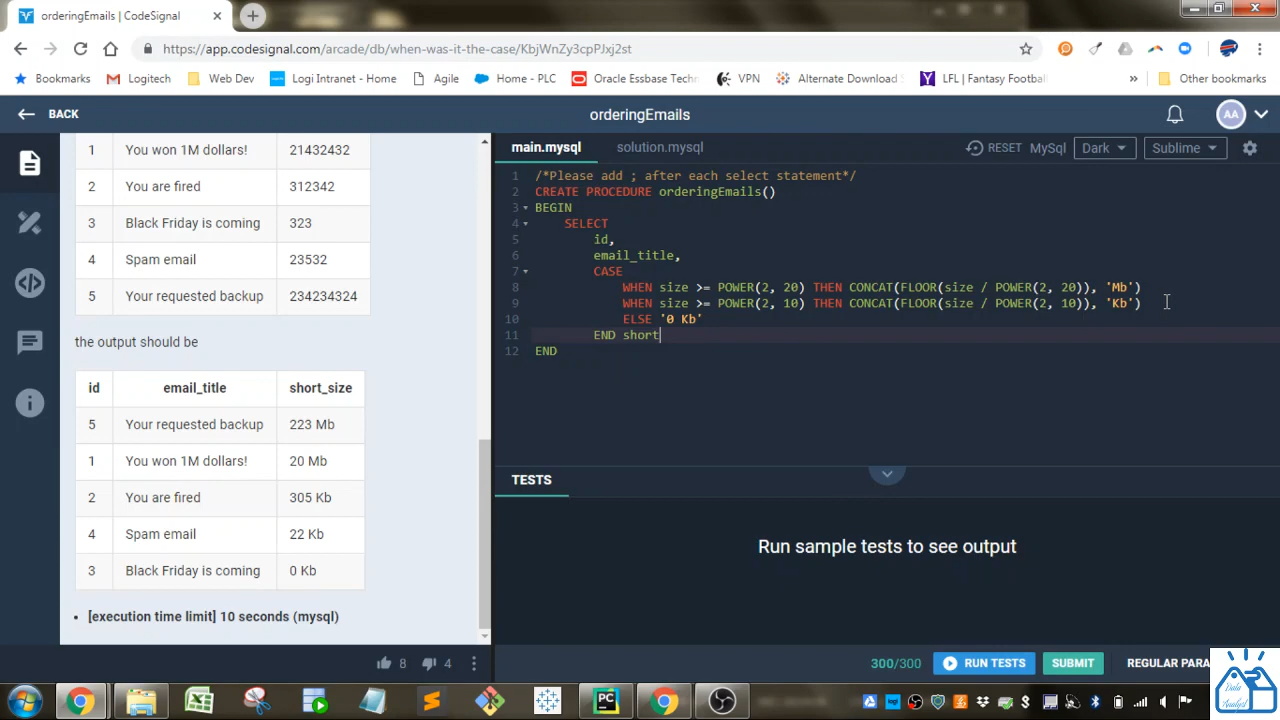 orderingEmails | CodeSignal
https://app.codesignal.com/arcade/db/when-was-it-the-case/KbjWnZy3cpPJxj2st
Bookmarks Logitech Web Dev Logi Intranet - Home Agile Home - PLC Oracle Essbase Techn VPN Alternate Download LFL | Fantasy Football » Other bookmarks
BACK orderingEmails AA
1 You won 1M dollars! 21432432
2 You are fired 312342
3 Black Friday is coming 323
4 Spam email 23532
5 Your requested backup 234234324
the output should be
id email_title short_size
5 Your requested backup 223 Mb
1 You won 1M dollars! 20 Mb
2 You are fired 305 Kb
4 Spam email 22 Kb
3 Black Friday is coming 0 Kb
• [execution time limit] 10 seconds (mysql)
8 4
main.mysql solution.mysql RESET MySql Dark Sublime
1 /*Please add ; after each select statement*/
2 CREATE PROCEDURE orderingEmails()
3 BEGIN
4 SELECT
5 id,
6 email_title,
7 CASE
8 WHEN size >= POWER(2, 20) THEN CONCAT(FLOOR(size / POWER(2, 20)), 'Mb')
9 WHEN size >= POWER(2, 10) THEN CONCAT(FLOOR(size / POWER(2, 10)), 'Kb')
10 ELSE '0 Kb'
11 END short
12 END
TESTS
Run sample tests to see output
300/300 RUN TESTS SUBMIT REGULAR PARA
Data
Analyst